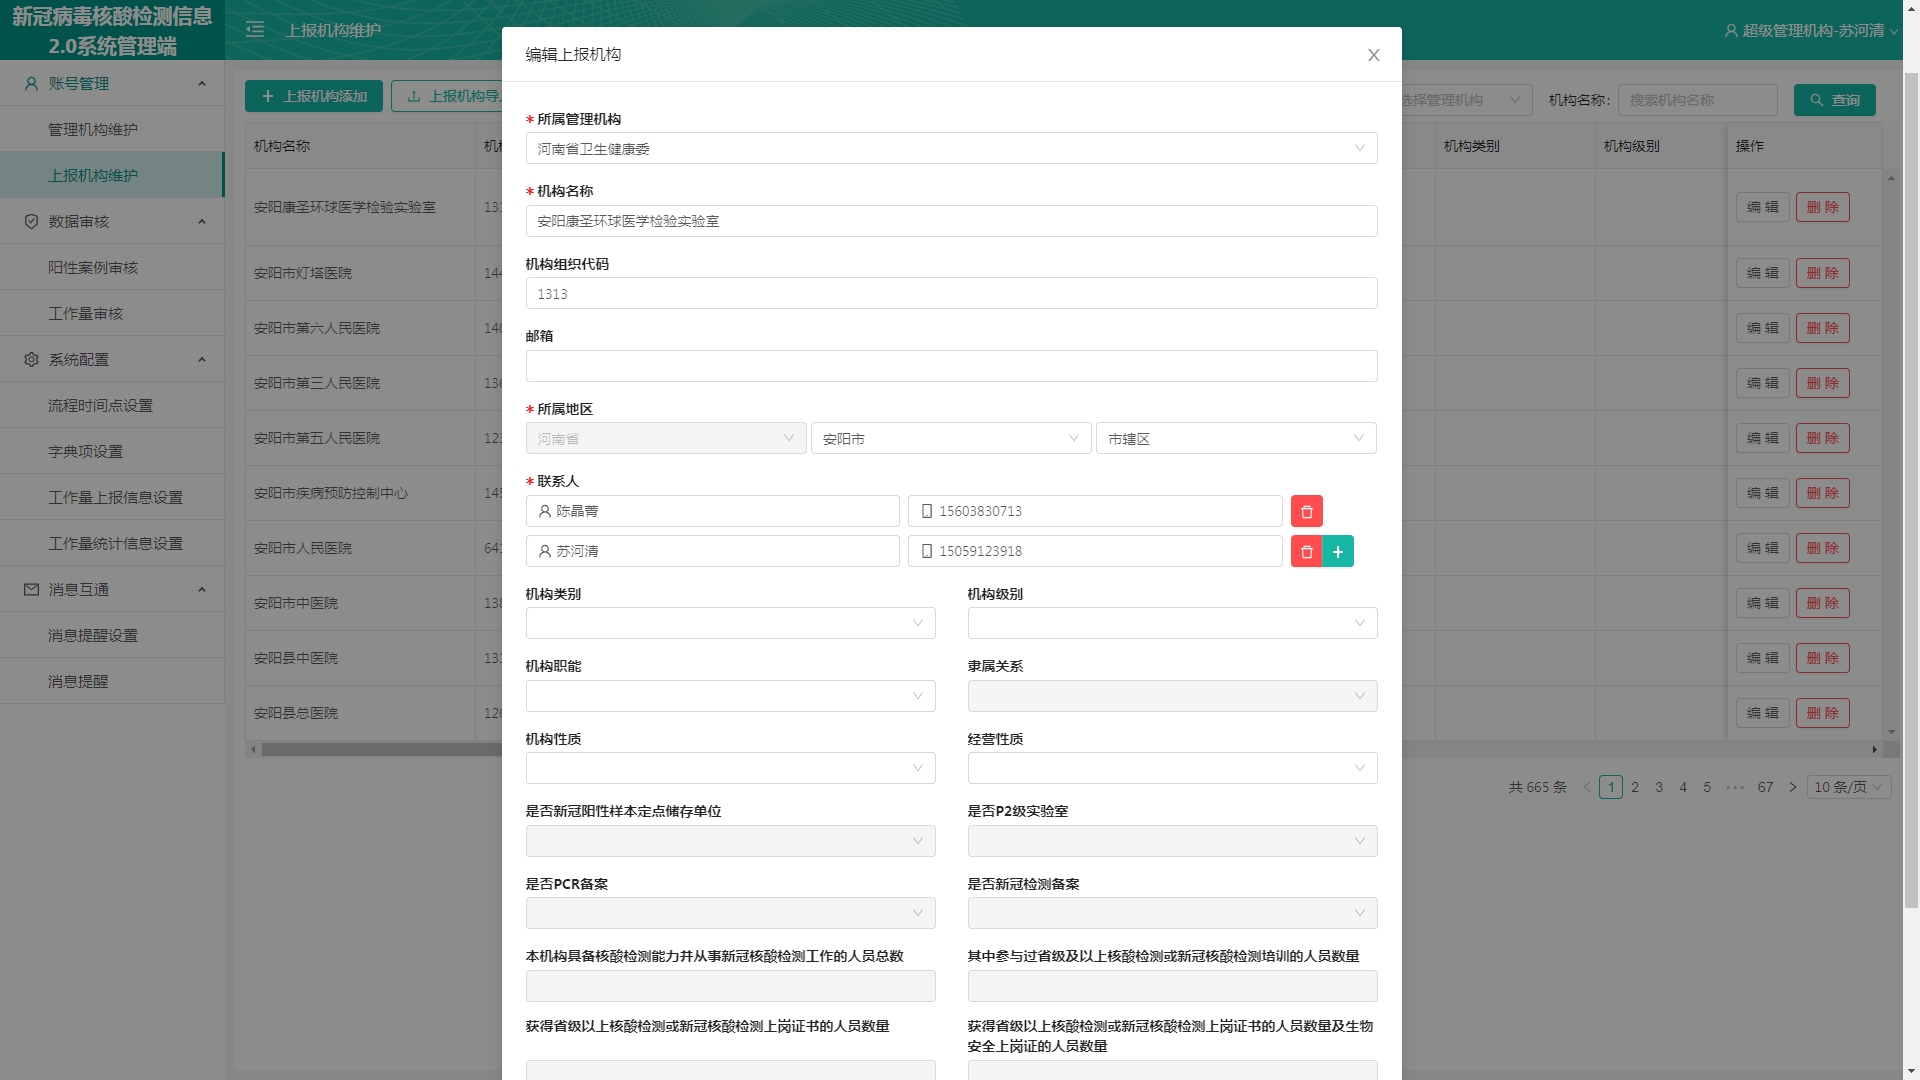 新冠病毒核酸检测信息
2.0系统管理端
上报机构维护
超级管理机构-苏河清
账号管理
管理机构维护
上报机构维护
数据审核
阳性案例审核
工作量审核
系统配置
流程时间点设置
字典项设置
工作量上报信息设置
工作量统计信息设置
消息互通
消息提醒设置
消息提醒
上报机构添加
上报机构导
选择管理机构
机构名称：
搜索机构名称
查询
机构名称
机构类别
机构级别
操作
安阳康圣环球医学检验实验室
131
编 辑
删 除
安阳市灯塔医院
144
编 辑
删 除
安阳市第六人民医院
140
编 辑
删 除
安阳市第三人民医院
136
编 辑
删 除
安阳市第五人民医院
123
编 辑
删 除
安阳市疾病预防控制中心
145
编 辑
删 除
安阳市人民医院
641
编 辑
删 除
安阳市中医院
138
编 辑
删 除
安阳县中医院
131
编 辑
删 除
安阳县总医院
126
编 辑
删 除
共 665 条
1
2
3
4
5
•••
67
10 条/页
编辑上报机构
* 所属管理机构
河南省卫生健康委
* 机构名称
安阳康圣环球医学检验实验室
机构组织代码
1313
邮箱
* 所属地区
河南省
安阳市
市辖区
* 联系人
陈晶菁
15603830713
苏河清
15059123918
机构类别
机构级别
机构职能
隶属关系
机构性质
经营性质
是否新冠阳性样本定点储存单位
是否P2级实验室
是否PCR备案
是否新冠检测备案
本机构具备核酸检测能力并从事新冠核酸检测工作的人员总数
其中参与过省级及以上核酸检测或新冠核酸检测培训的人员数量
获得省级以上核酸检测或新冠核酸检测上岗证书的人员数量
获得省级以上核酸检测或新冠核酸检测上岗证书的人员数量及生物
安全上岗证的人员数量